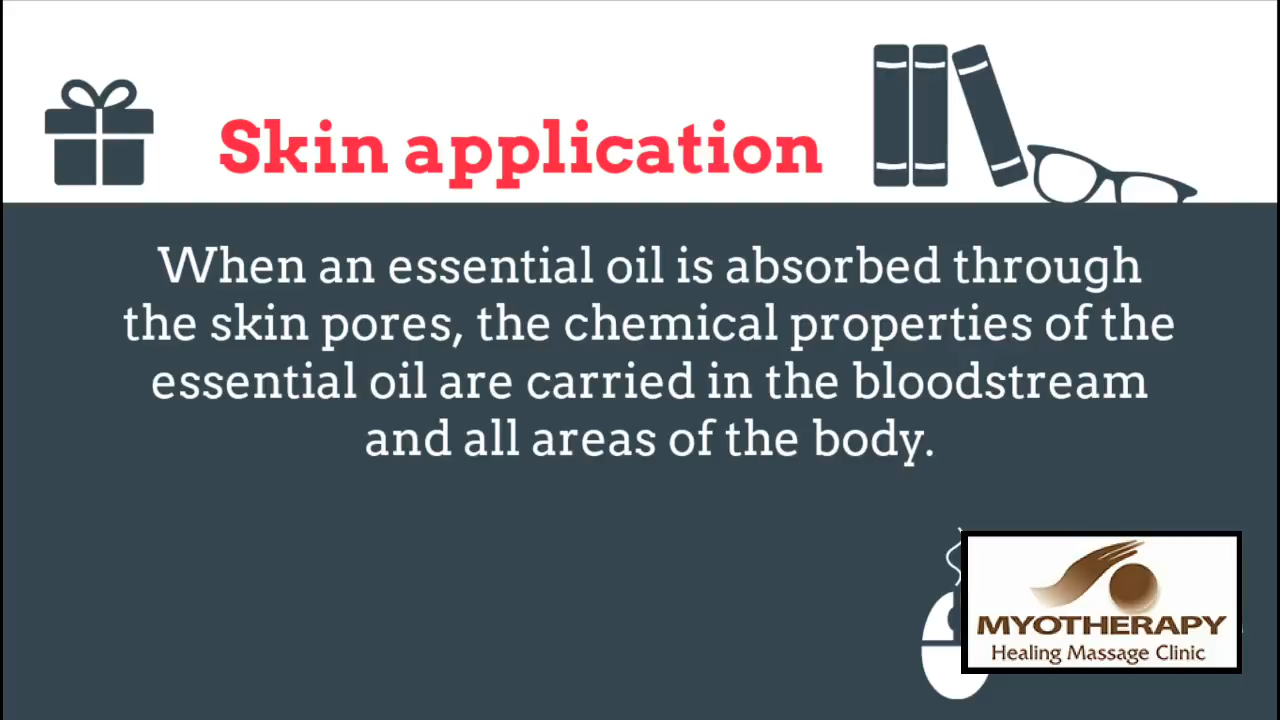 Skin application
When an essential oil is absorbed through
the skin pores, the chemical properties of the
essential oil are carried in the bloodstream
and all areas of the body.
MYOTHERAPY
Healing Massage Clinic